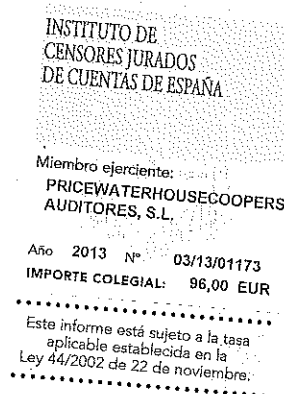 INSTITUTO DE
CENSORES JURADOS
DE CUENTAS DE ESPAÑA
Miembro ejerciente:
PRICEWATERHOUSECOOPERS
AUDITORES, S.L.
Año 2013 Nº 03/13/01173
IMPORTE COLEGIAL: 96,00 EUR
Este informe está sujeto a la tasa
aplicable establecida en la
Ley 44/2002 de 22 de noviembre.